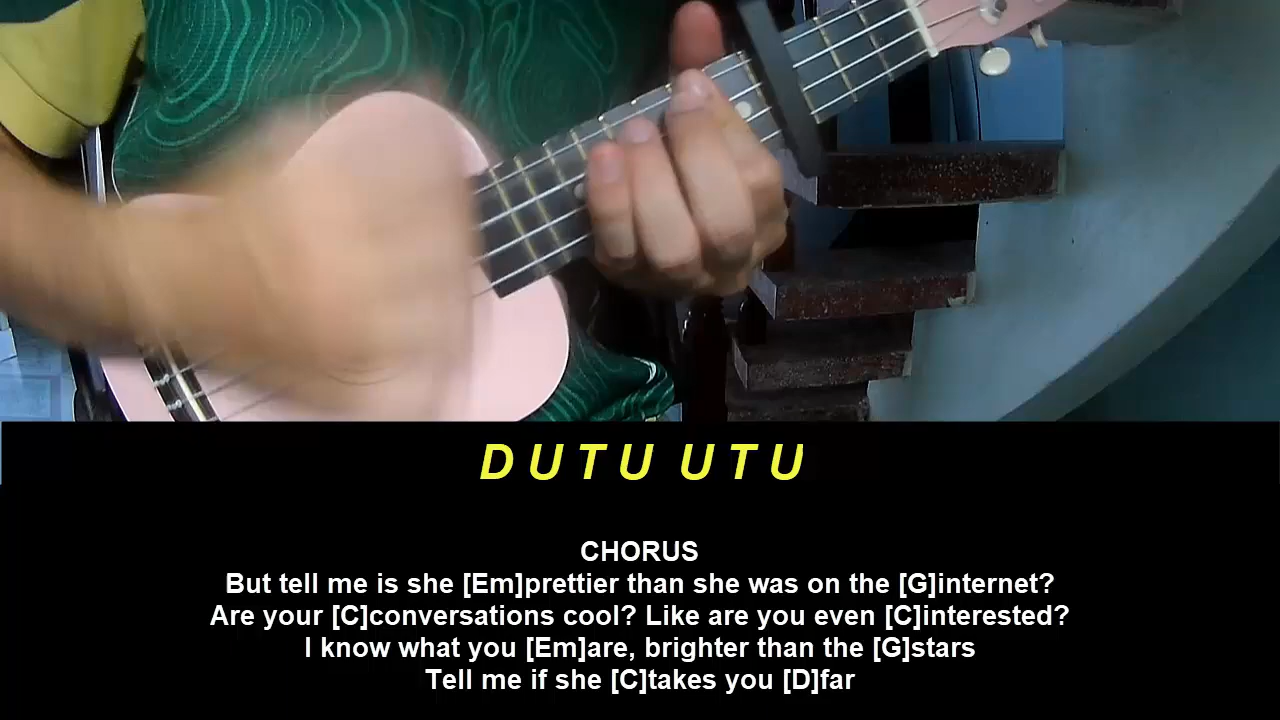 D U T U U T U
CHORUS
But tell me is she [Em]prettier than she was on the [G]internet?
Are your [C]conversations cool? Like are you even [C]interested?
I know what you [Em]are, brighter than the [G]stars
Tell me if she [C]takes you [D]far